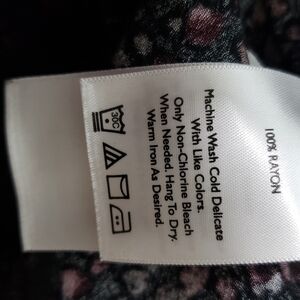 100% RAYON
Machine Wash Cold Delicate
With Like Colors.
Only Non-Chlorine Bleach
When Needed. Hang To Dry.
Warm Iron As Desired.
30C